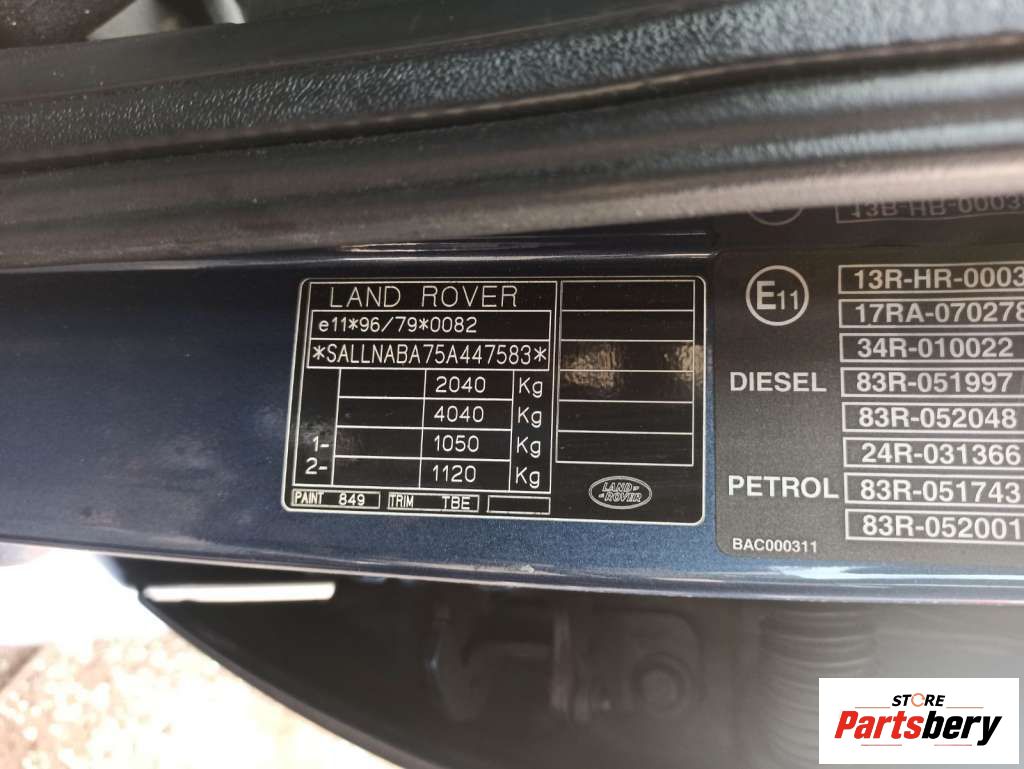 LAND ROVER
e11*96/79*0082
*SALLNABA75A447583*
2040 Kg
4040 Kg
1- 1050 Kg
2- 1120 Kg
PAINT 849 TRIM TBE
LAND ROVER
13R-HR-0003
E11 13R-HR-0003
17RA-070278
34R-010022
DIESEL 83R-051997
83R-052048
24R-031366
PETROL 83R-051743
83R-052001
BAC000311
STORE
Partsbery